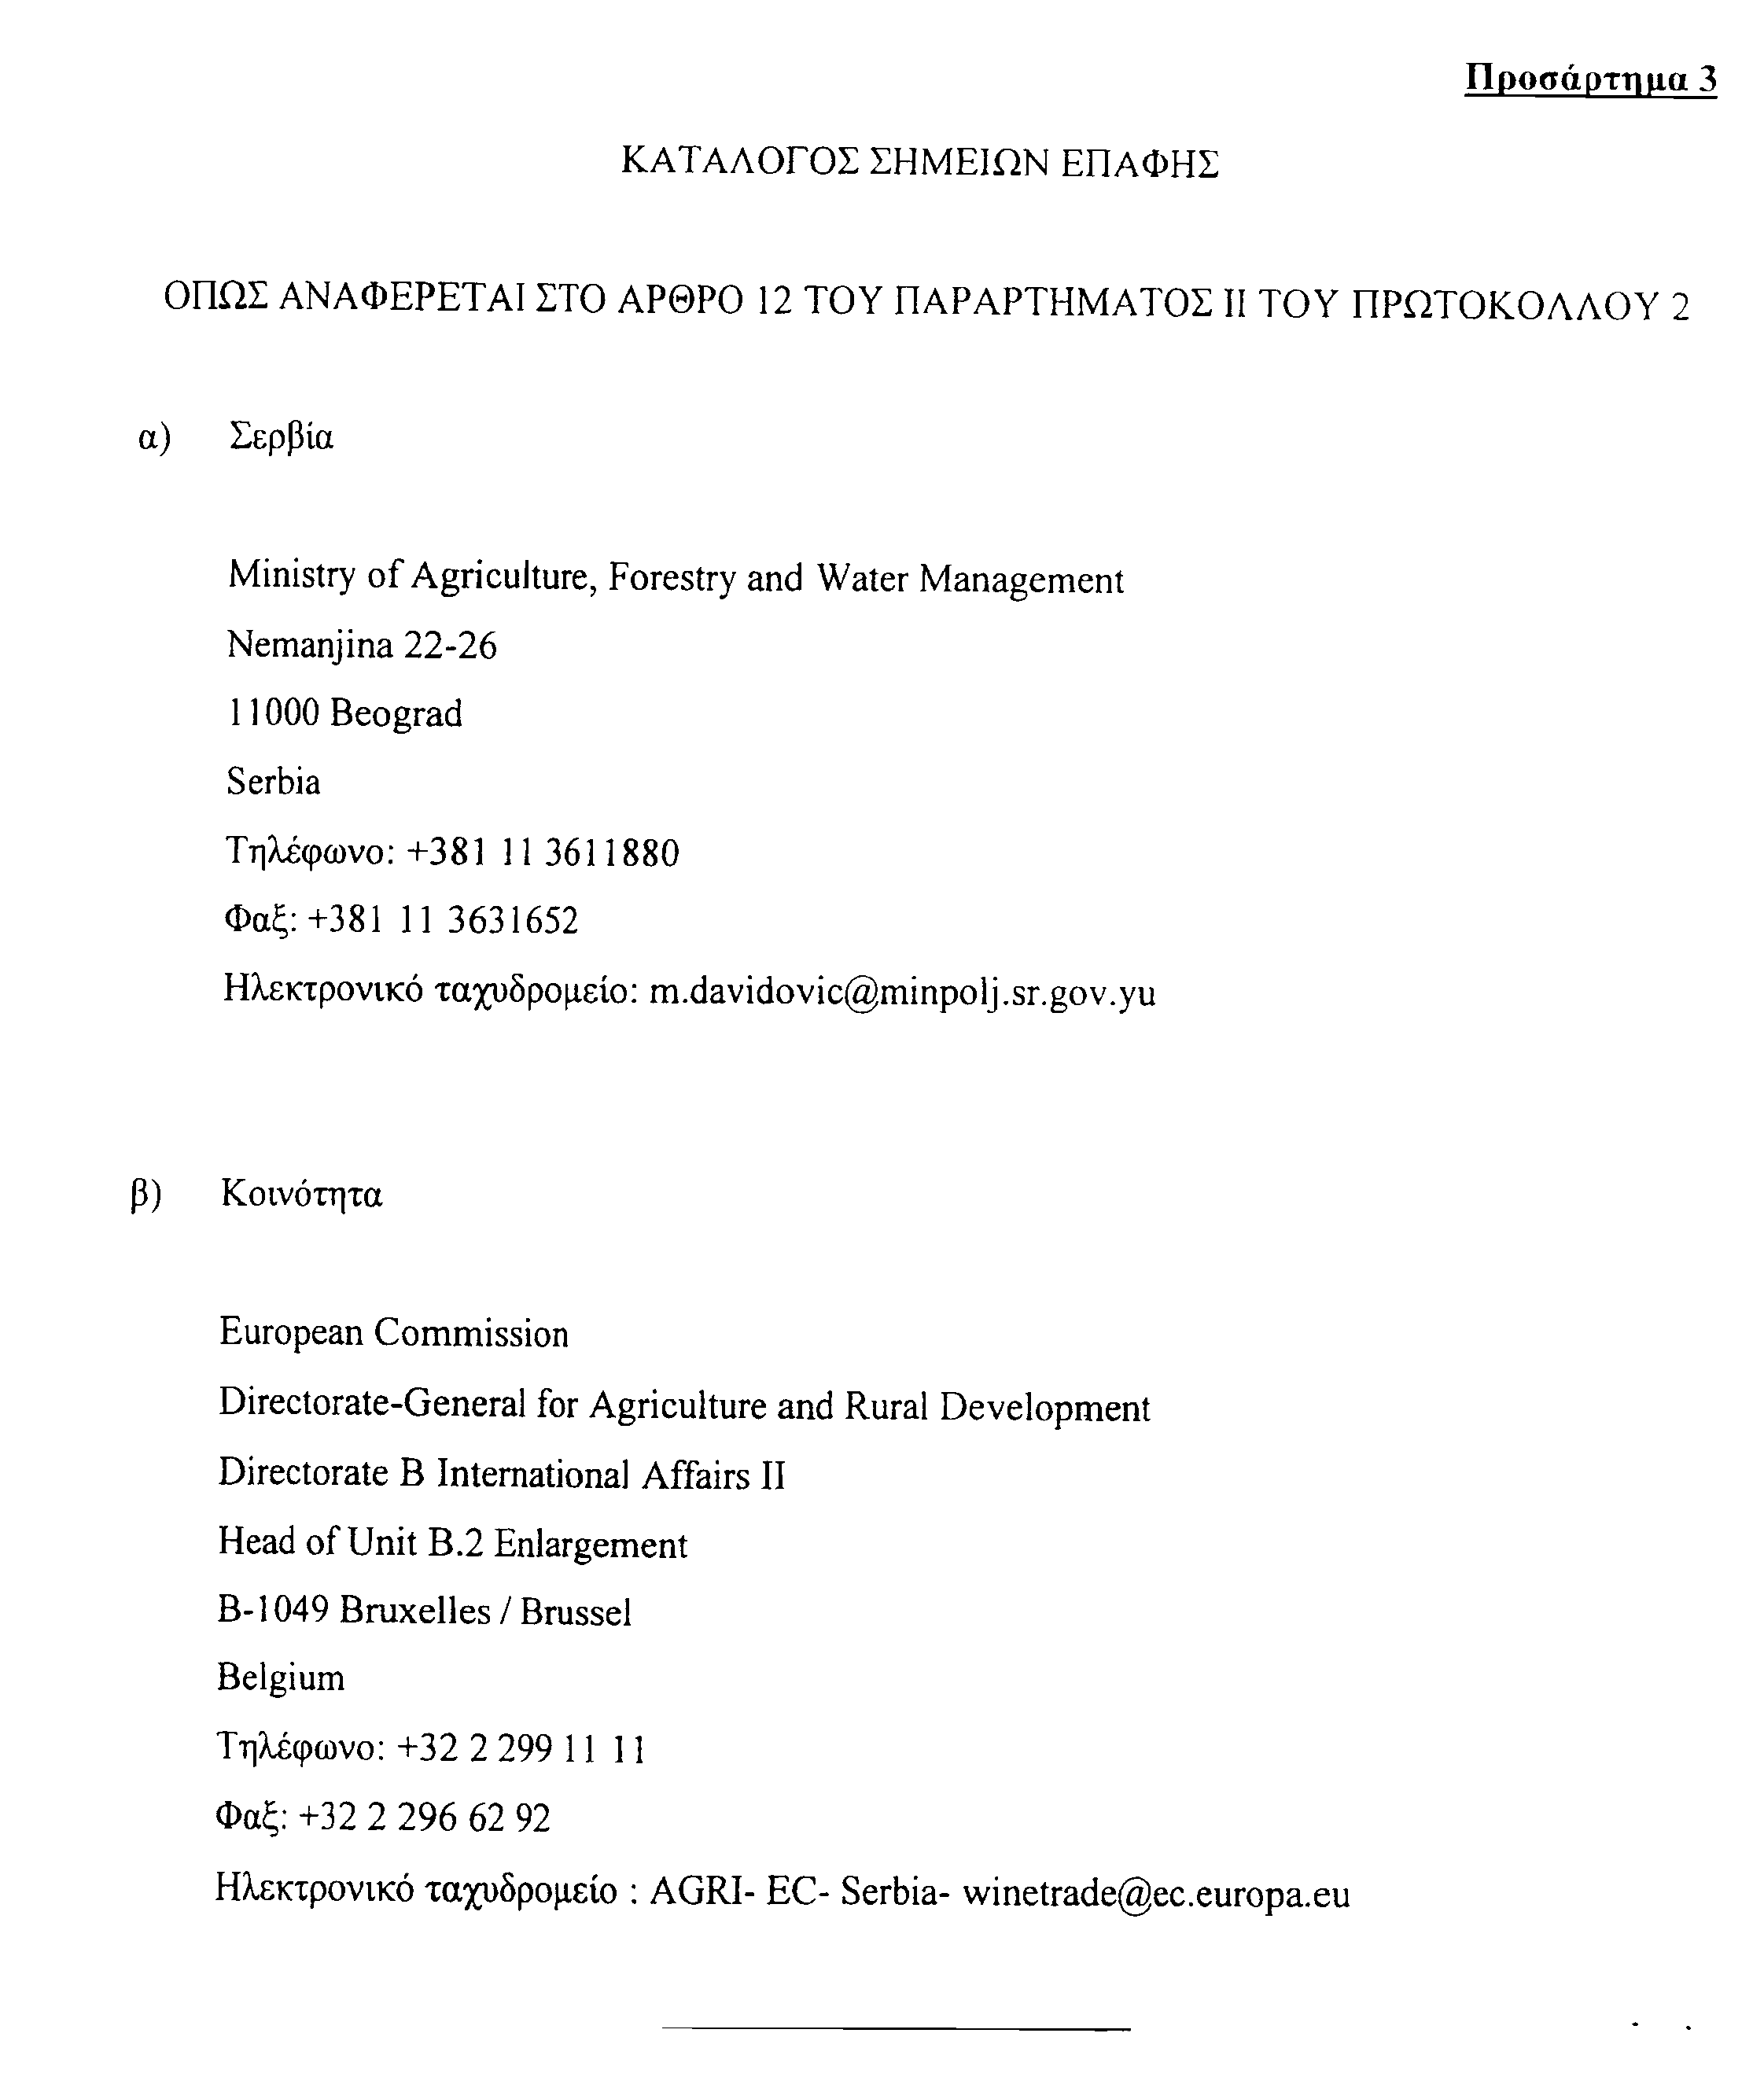 Προσάρτημα 3
ΚΑΤΑΛΟΓΟΣ ΣΗΜΕΙΩΝ ΕΠΑΦΗΣ
ΟΠΩΣ ΑΝΑΦΕΡΕΤΑΙ ΣΤΟ ΑΡΘΡΟ 12 ΤΟΥ ΠΑΡΑΡΤΗΜΑΤΟΣ ΙΙ ΤΟΥ ΠΡΩΤΟΚΟΛΛΟΥ 2
α) Σερβία
Ministry of Agriculture, Forestry and Water Management
Nemanjina 22-26
11000 Beograd
Serbia
Τηλέφωνο: +381 11 3611880
Φαξ: +381 11 3631652
Ηλεκτρονικό ταχυδρομείο: m.davidovic@minpolj.sr.gov.yu
β) Κοινότητα
European Commission
Directorate-General for Agriculture and Rural Development
Directorate B International Affairs II
Head of Unit B.2 Enlargement
B-1049 Bruxelles / Brussel
Belgium
Τηλέφωνο: +32 2 299 11 11
Φαξ: +32 2 296 62 92
Ηλεκτρονικό ταχυδρομείο : AGRI- EC- Serbia- winetrade@ec.europa.eu